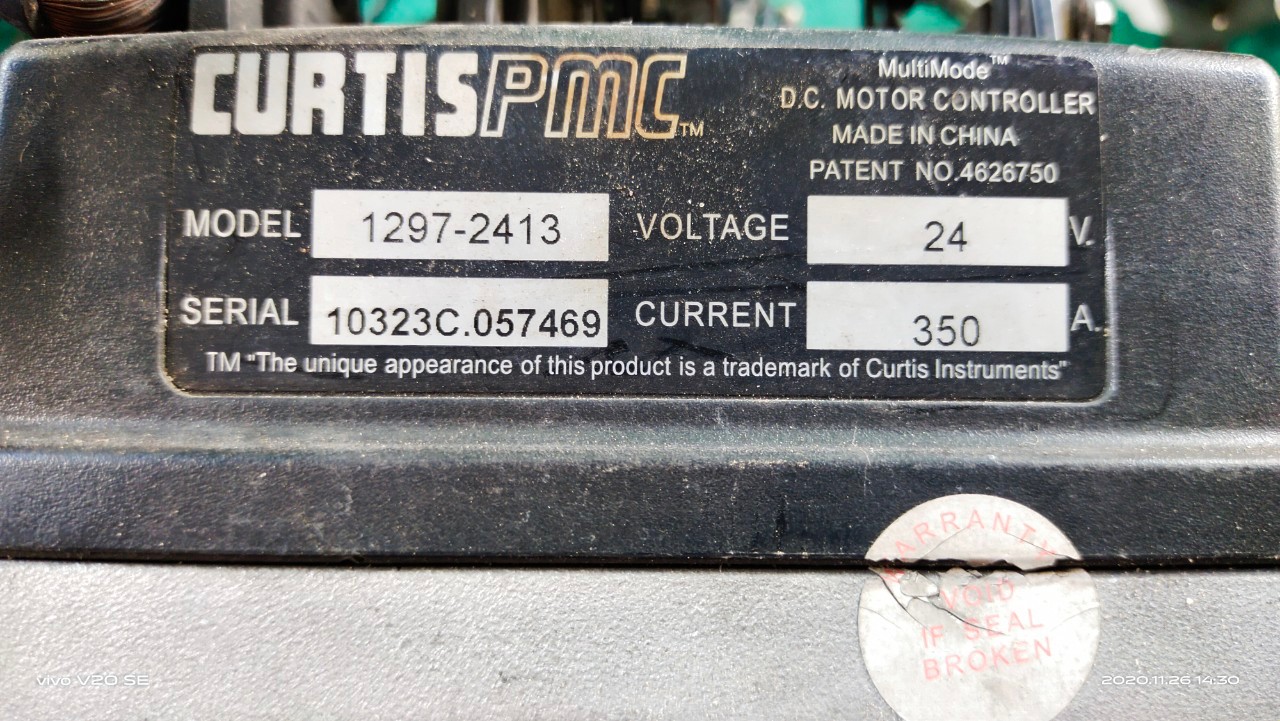 CURTIS PMC™
MultiMode™
D.C. MOTOR CONTROLLER
MADE IN CHINA
PATENT NO.4626750
MODEL 1297-2413 VOLTAGE 24 V.
SERIAL 10323C.057469 CURRENT 350 A.
TM "The unique appearance of this product is a trademark of Curtis Instruments"
WARRANTY
VOID
IF SEAL
BROKEN
vivo V20 SE
2020.11.26 14:30